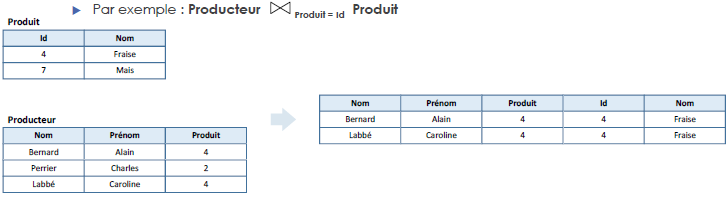 ▶ Par exemple : Producteur ⋈ Produit = Id Produit
Produit
Id Nom
4 Fraise
7 Mais
Producteur
Nom Prénom Produit
Bernard Alain 4
Perrier Charles 2
Labbé Caroline 4
Nom Prénom Produit Id Nom
Bernard Alain 4 4 Fraise
Labbé Caroline 4 4 Fraise